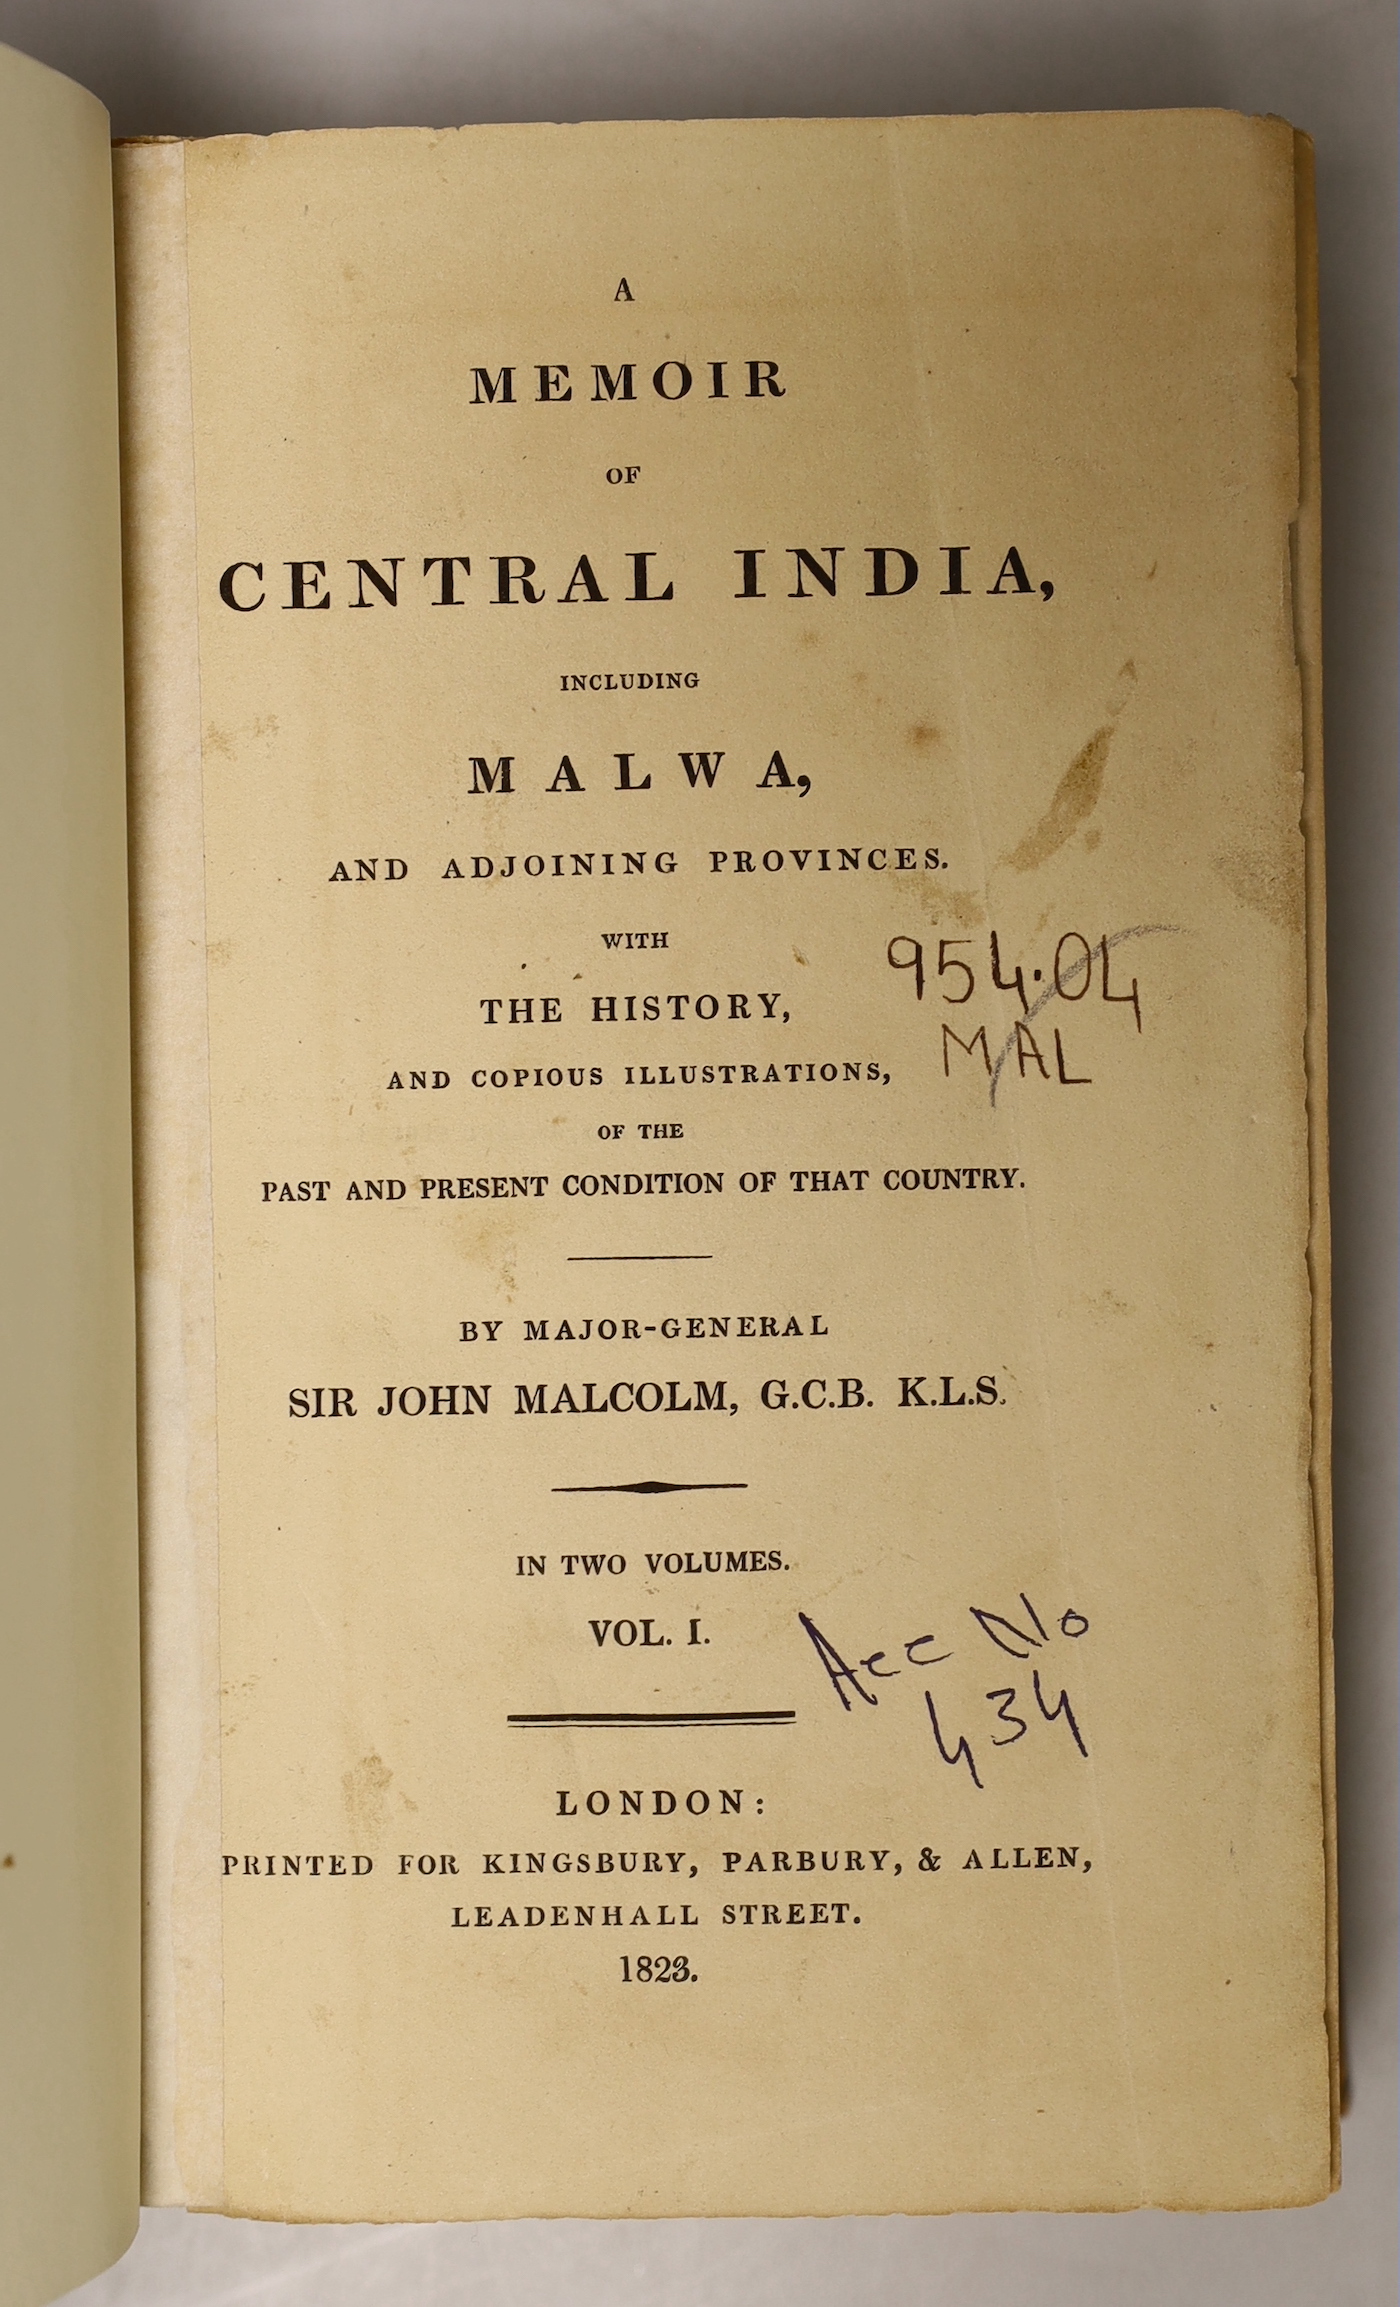 A
MEMOIR
OF
CENTRAL INDIA,
INCLUDING
MALWA,
AND ADJOINING PROVINCES.
WITH
954.04
THE HISTORY,
MAL
AND COPIOUS ILLUSTRATIONS,
OF THE
PAST AND PRESENT CONDITION OF THAT COUNTRY.
BY MAJOR-GENERAL
SIR JOHN MALCOLM, G.C.B. K.L.S.
IN TWO VOLUMES.
VOL. I.
Acc No
434
LONDON:
PRINTED FOR KINGSBURY, PARBURY, & ALLEN,
LEADENHALL STREET.
1823.